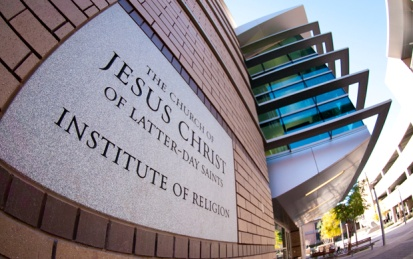 THE CHURCH OF
JESUS CHRIST
OF LATTER-DAY SAINTS
INSTITUTE OF RELIGION